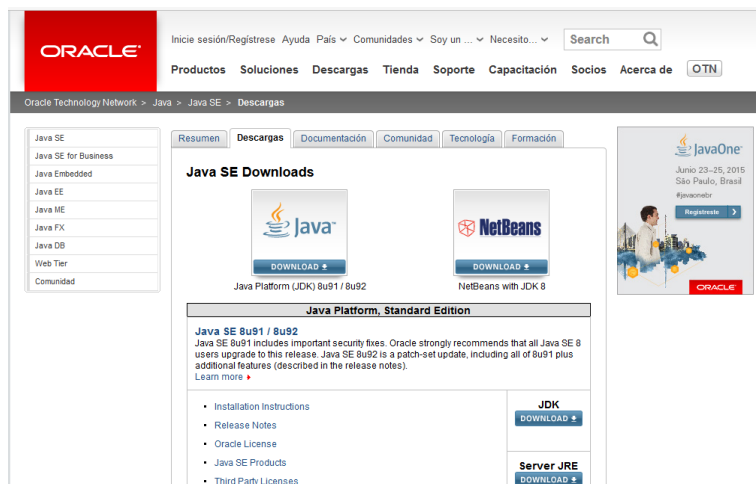 ORACLE
Inicie sesión/Regístrese Ayuda País Comunidades Soy un ... Necesito... Search
Productos Soluciones Descargas Tienda Soporte Capacitación Socios Acerca de OTN
Oracle Technology Network > Java > Java SE > Descargas
Java SE
Java SE for Business
Java Embedded
Java EE
Java ME
Java FX
Java DB
Web Tier
Comunidad
Resumen Descargas Documentación Comunidad Tecnología Formación
Java SE Downloads
Java
DOWNLOAD
Java Platform (JDK) 8u91 / 8u92
NetBeans
DOWNLOAD
NetBeans with JDK 8
Java Platform, Standard Edition
Java SE 8u91 / 8u92
Java SE 8u91 includes important security fixes. Oracle strongly recommends that all Java SE 8
users upgrade to this release. Java SE 8u92 is a patch-set update, including all of 8u91 plus
additional features (described in the release notes).
Learn more
Installation Instructions
Release Notes
Oracle License
Java SE Products
Third Party Licenses
JDK
DOWNLOAD
Server JRE
DOWNLOAD
JavaOne
Junio 23–25, 2015
São Paulo, Brasil
#javaonebr
Regístreste
ORACLE